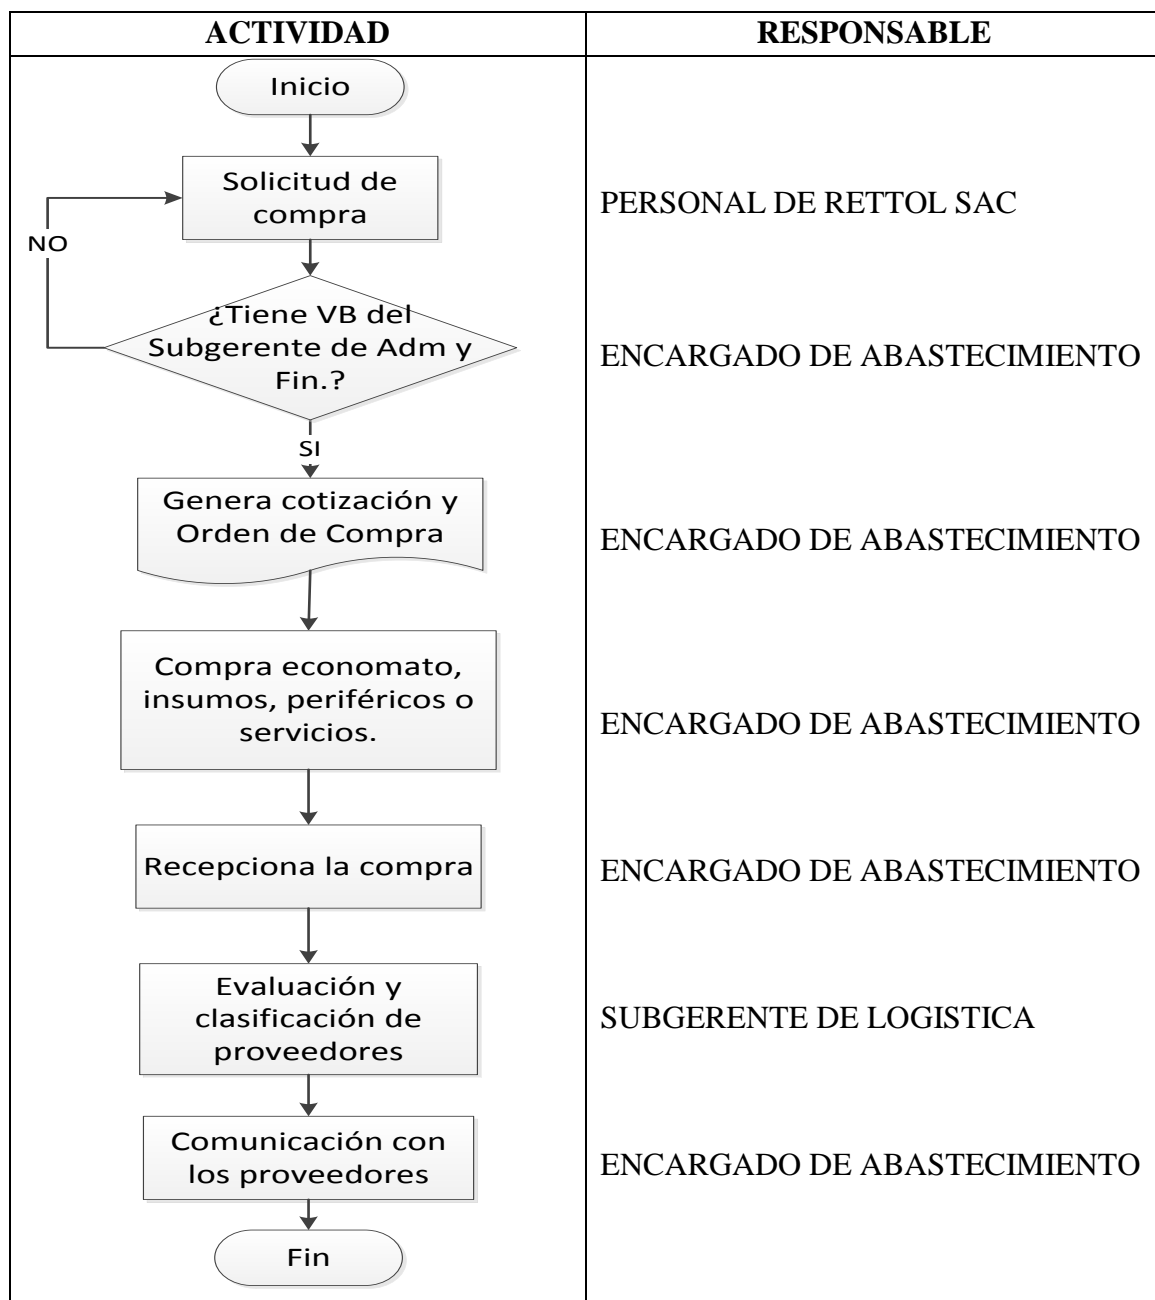 ACTIVIDAD
RESPONSABLE
Inicio
Solicitud de
compra
PERSONAL DE RETTOL SAC
NO
¿Tiene VB del
Subgerente de Adm y
Fin.?
ENCARGADO DE ABASTECIMIENTO
SI
Genera cotización y
Orden de Compra
ENCARGADO DE ABASTECIMIENTO
Compra economato,
insumos, periféricos o
servicios.
ENCARGADO DE ABASTECIMIENTO
Recepciona la compra
ENCARGADO DE ABASTECIMIENTO
Evaluación y
clasificación de
proveedores
SUBGERENTE DE LOGISTICA
Comunicación con
los proveedores
ENCARGADO DE ABASTECIMIENTO
Fin